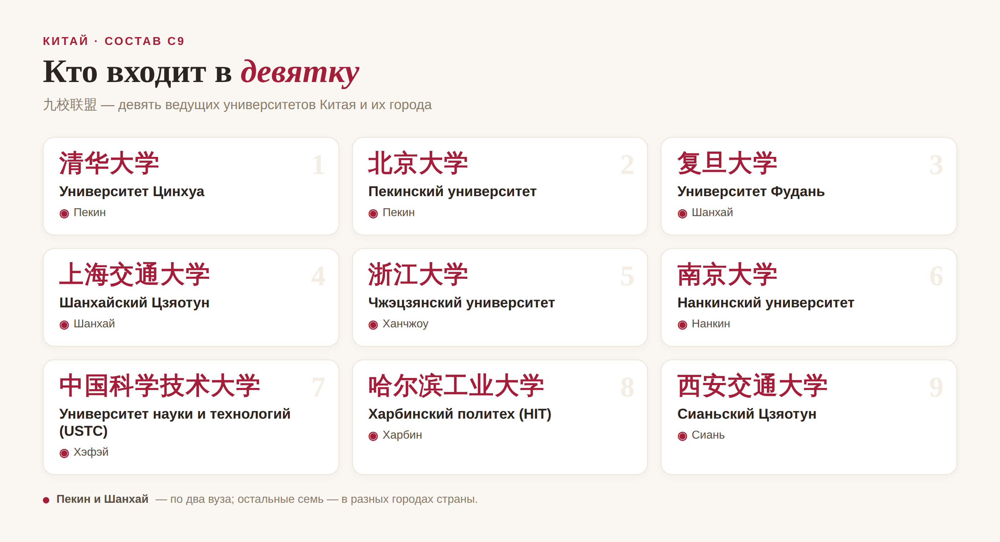 КИТАЙ · СОСТАВ C9
Кто входит в девятку
九校联盟 — девять ведущих университетов Китая и их города
清华大学
1
Университет Цинхуа
◉ Пекин
北京大学
2
Пекинский университет
◉ Пекин
复旦大学
3
Университет Фудань
◉ Шанхай
上海交通大学
4
Шанхайский Цзяотун
◉ Шанхай
浙江大学
5
Чжэцзянский университет
◉ Ханчжоу
南京大学
6
Нанкинский университет
◉ Нанкин
中国科学技术大学
7
Университет науки и технологий
(USTC)
◉ Хэфэй
哈尔滨工业大学
8
Харбинский политех (HIT)
◉ Харбин
西安交通大学
9
Сианьский Цзяотун
◉ Сиань
Пекин и Шанхай — по два вуза; остальные семь — в разных городах страны.